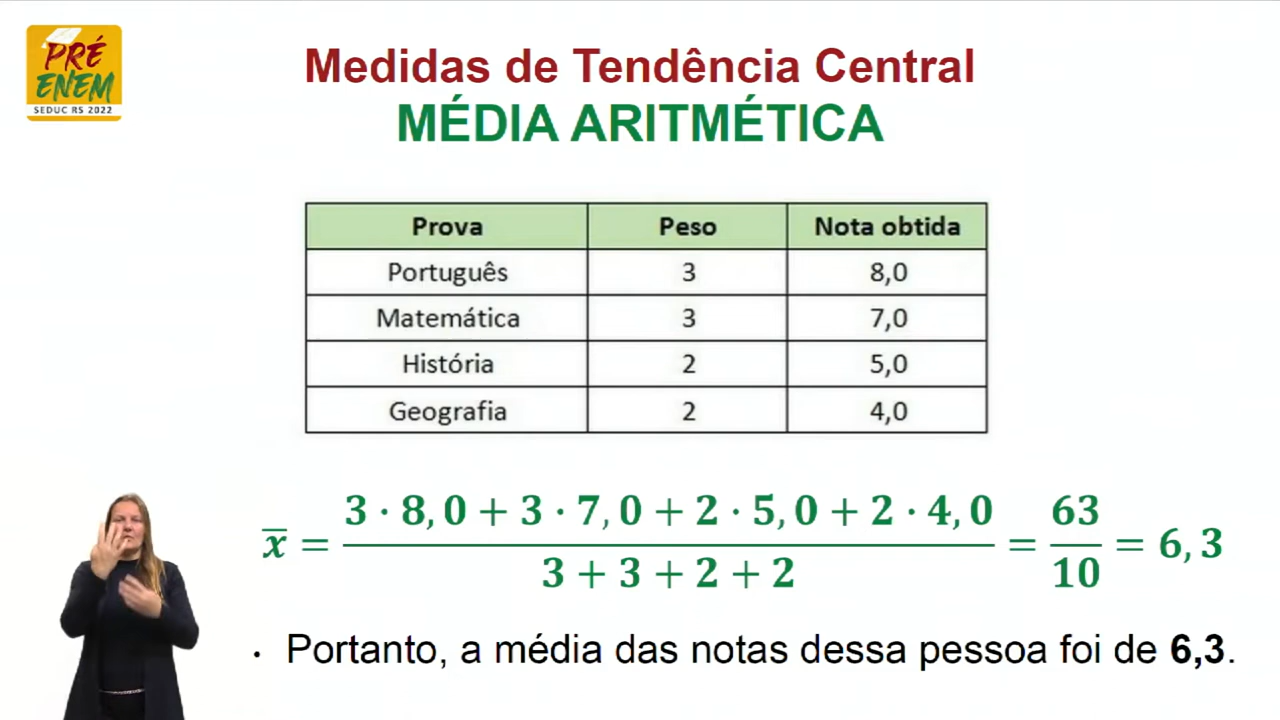 PRÉ
ENEM
SEDUC RS 2022
Medidas de Tendência Central
MÉDIA ARITMÉTICA
Prova Peso Nota obtida
Português 3 8,0
Matemática 3 7,0
História 2 5,0
Geografia 2 4,0
x̅ = (3 · 8,0 + 3 · 7,0 + 2 · 5,0 + 2 · 4,0) / (3 + 3 + 2 + 2) = 63/10 = 6,3
• Portanto, a média das notas dessa pessoa foi de 6,3.